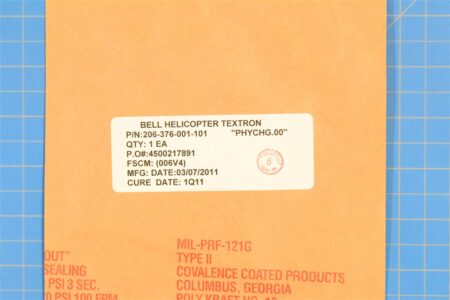 BELL HELICOPTER TEXTRON
P/N:206-376-001-101 "PHYCHG.00"
QTY: 1 EA
P.O#:4500217891
FSCM: (006V4)
MFG: DATE:03/07/2011
CURE DATE: 1Q11
6
OUT"
SEALING
PSI 3 SEC.
MIL-PRF-121G
TYPE II
COVALENCE COATED PRODUCTS
COLUMBUS, GEORGIA